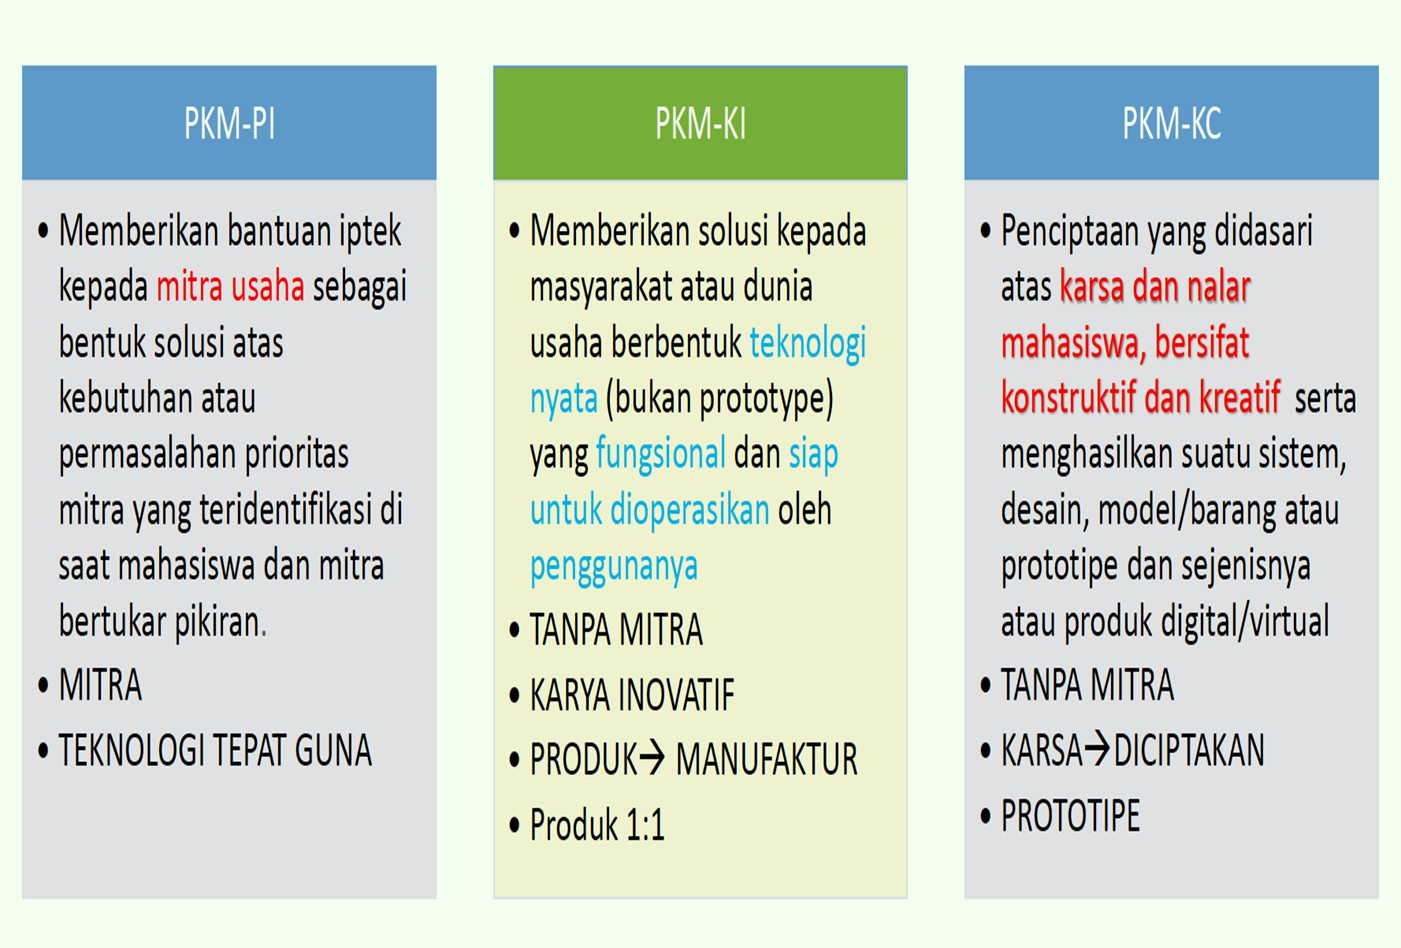 PKM-PI
• Memberikan bantuan iptek
kepada mitra usaha sebagai
bentuk solusi atas
kebutuhan atau
permasalahan prioritas
mitra yang teridentifikasi di
saat mahasiswa dan mitra
bertukar pikiran.
• MITRA
• TEKNOLOGI TEPAT GUNA
PKM-KI
• Memberikan solusi kepada
masyarakat atau dunia
usaha berbentuk teknologi
nyata (bukan prototype)
yang fungsional dan siap
untuk dioperasikan oleh
penggunanya
• TANPA MITRA
• KARYA INOVATIF
• PRODUK→ MANUFAKTUR
• Produk 1:1
PKM-KC
• Penciptaan yang didasari
atas karsa dan nalar
mahasiswa, bersifat
konstruktif dan kreatif serta
menghasilkan suatu sistem,
desain, model/barang atau
prototipe dan sejenisnya
atau produk digital/virtual
• TANPA MITRA
• KARSA→DICIPTAKAN
• PROTOTIPE